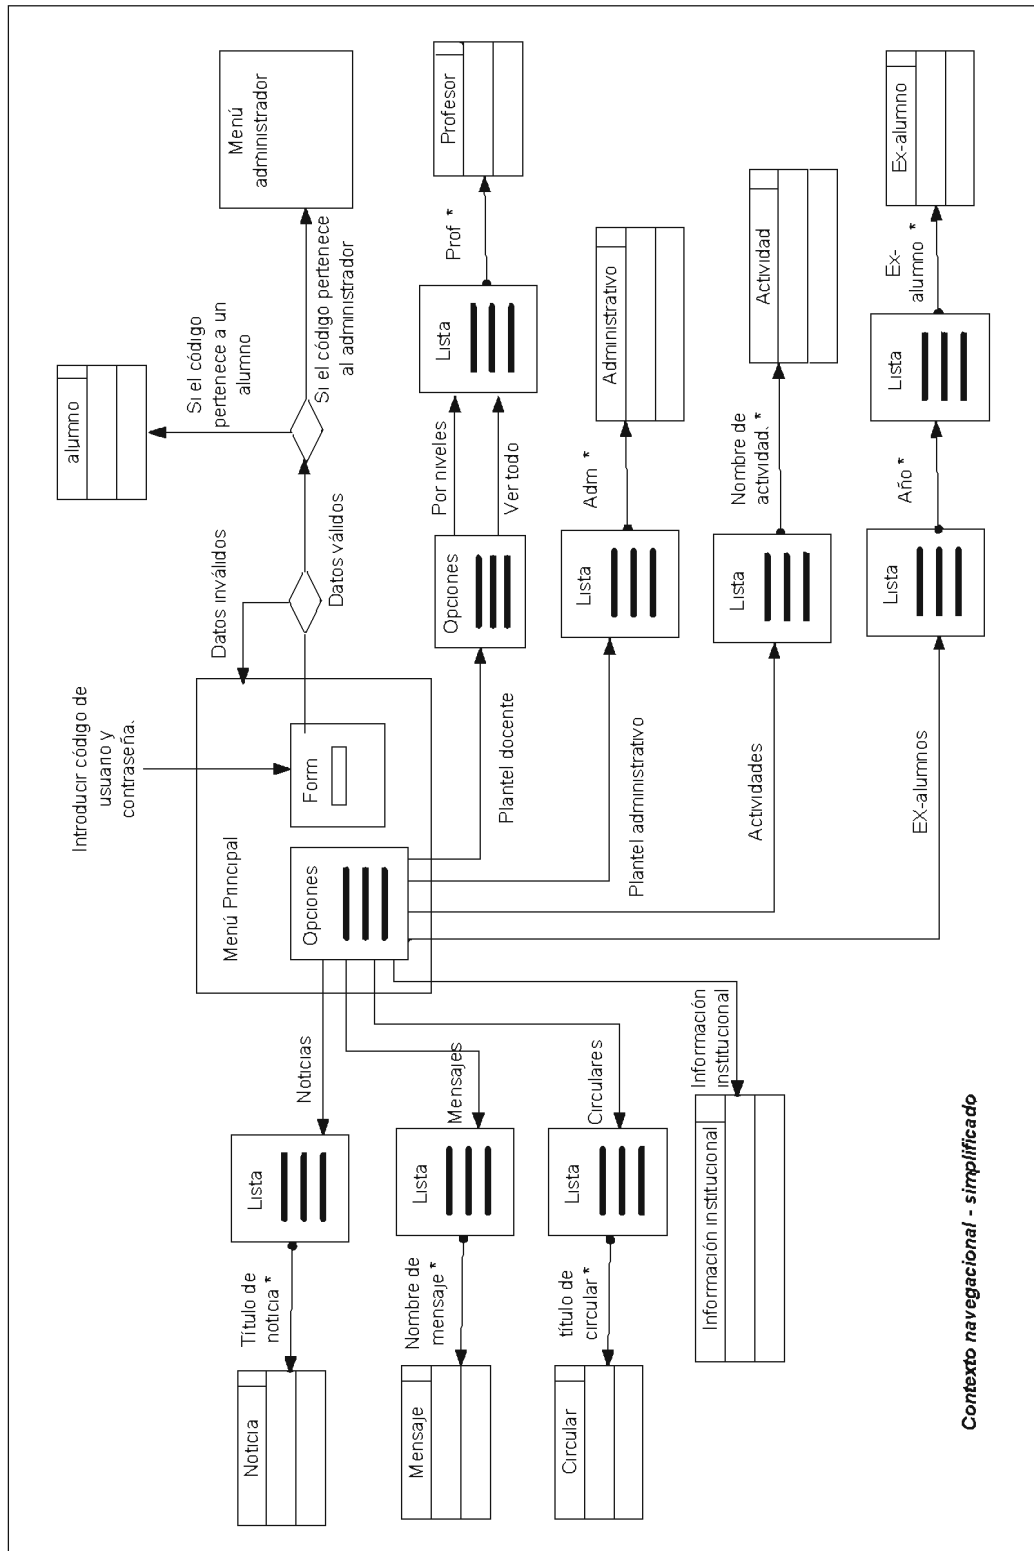 Introducir código de
usuario y
contraseña.
alumno
Si el código
pertenece a un
alumno
Datos inválidos
Datos válidos
Si el código pertenece
al administrador
Menú
administrador
Menú Principal
Form
Opciones
Noticias
Lista
Título de
noticia *
Noticia
Mensajes
Lista
Nombre de
mensaje *
Mensaje
Circulares
Lista
título de
circular *
Circular
Información
institucional
Información institucional
Plantel docente
Opciones
Por niveles
Ver todo
Lista
Prof *
Profesor
Plantel administrativo
Lista
Adm *
Administrativo
Actividades
Lista
Nombre de
actividad. *
Actividad
EX-alumnos
Lista
Año *
Lista
Ex-
alumno *
Ex-alumno
Contexto navegacional - simplificado